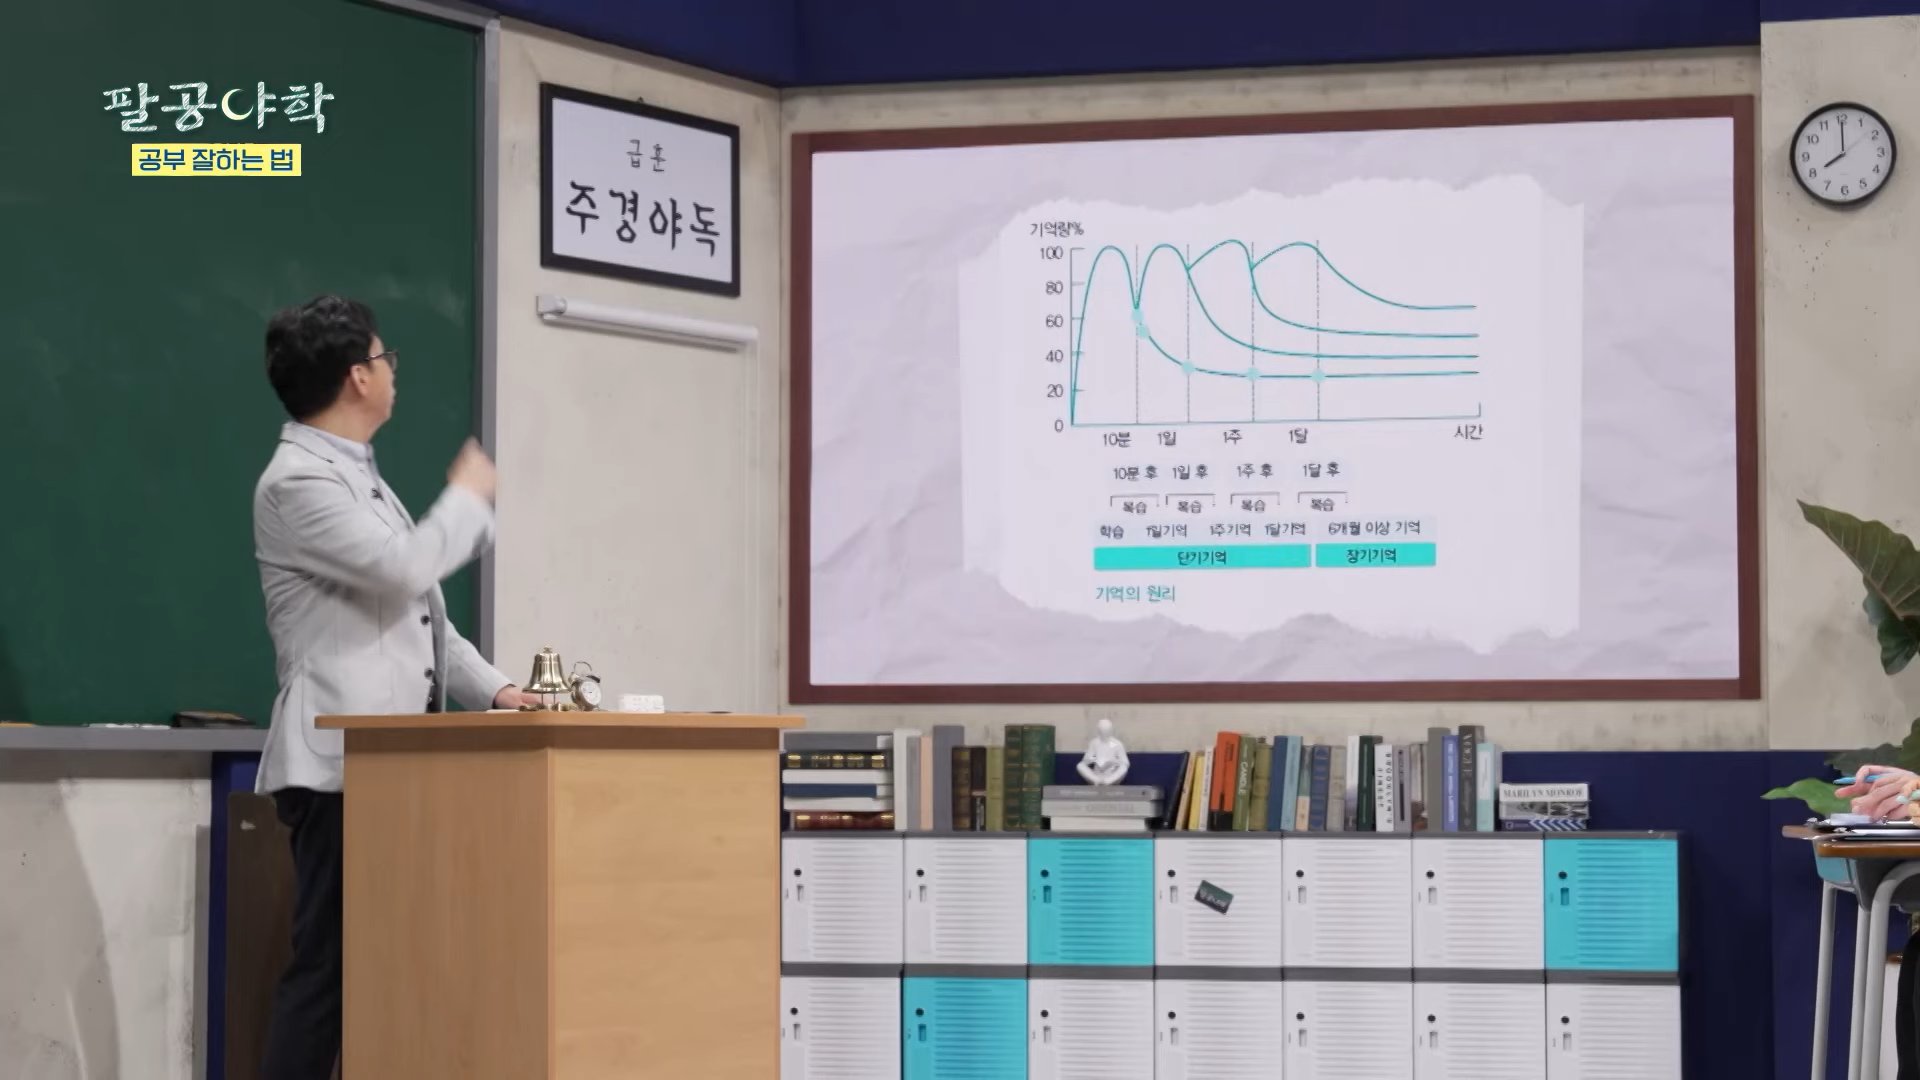 팔공야학
공부 잘하는 법
급훈
주경야독
기억량%
100
80
60
40
20
0
10분 1일 1주 1달 시간
10분 후 1일 후 1주 후 1달 후
복습 복습 복습 복습
학습 1일기억 1주기억 1달기억 6개월 이상 기억
단기기억 장기기억
기억의 원리
MARILYN MONROE